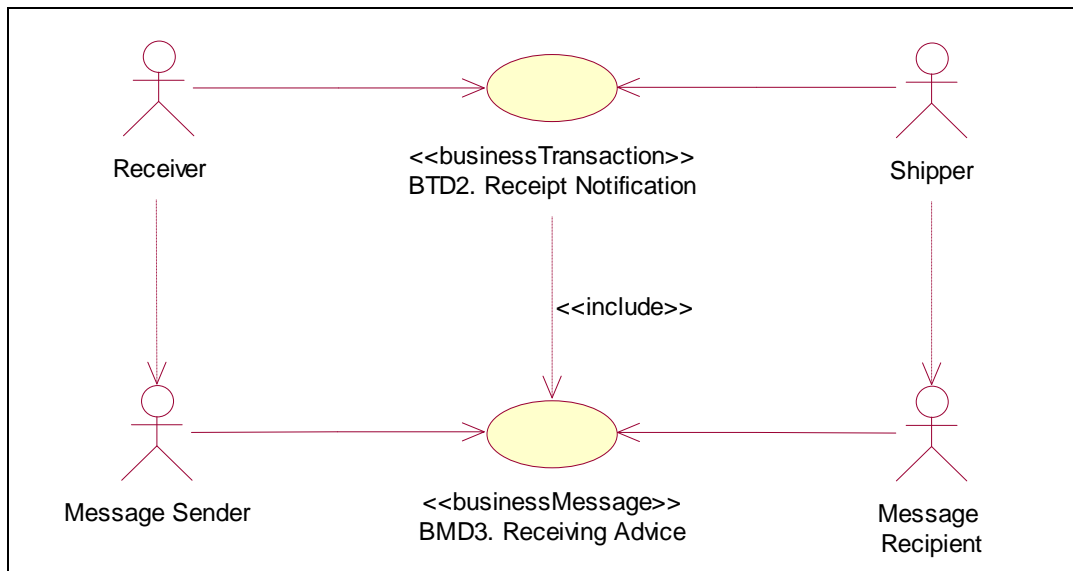 Receiver
<<businessTransaction>>
BTD2. Receipt Notification
Shipper
<<include>>
Message Sender
<<businessMessage>>
BMD3. Receiving Advice
Message
Recipient